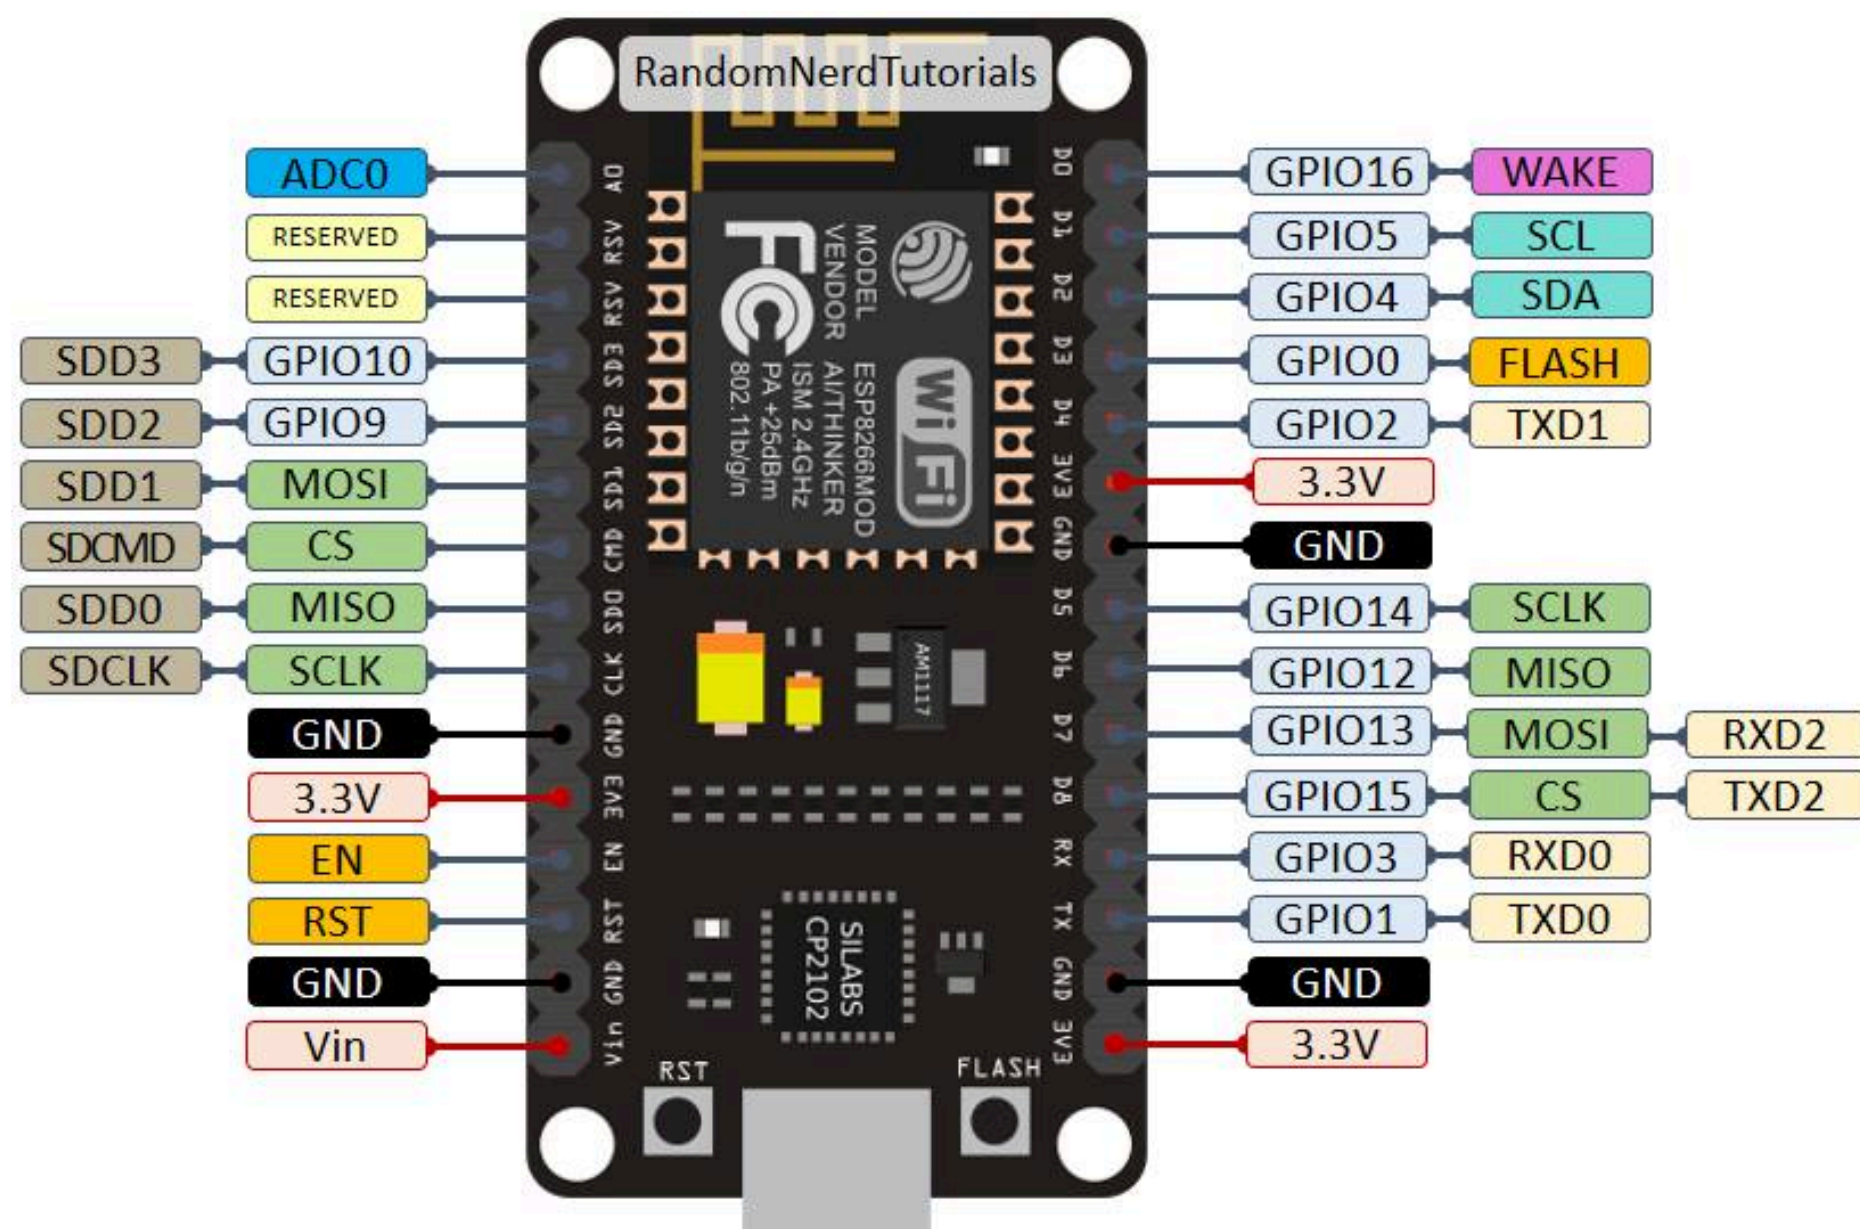 RandomNerdTutorials
ADC0
RESERVED
RESERVED
SDD3 GPIO10
SDD2 GPIO9
SDD1 MOSI
SDCMD CS
SDD0 MISO
SDCLK SCLK
GND
3.3V
EN
RST
GND
Vin
A0
RSV
RSV
SD3
SD2
SD1
CMD
SD0
CLK
GND
3V3
EN
RST
GND
Vin
MODEL ESP8266MOD
VENDOR AI/THINKER
ISM 2.4GHz
PA +25dBm
802.11b/g/n
FC
WiFi
AM1117
SILABS
CP2102
RST
FLASH
D0
D1
D2
D3
D4
3V3
GND
D5
D6
D7
D8
RX
TX
GND
3V3
GPIO16 WAKE
GPIO5 SCL
GPIO4 SDA
GPIO0 FLASH
GPIO2 TXD1
3.3V
GND
GPIO14 SCLK
GPIO12 MISO
GPIO13 MOSI RXD2
GPIO15 CS TXD2
GPIO3 RXD0
GPIO1 TXD0
GND
3.3V